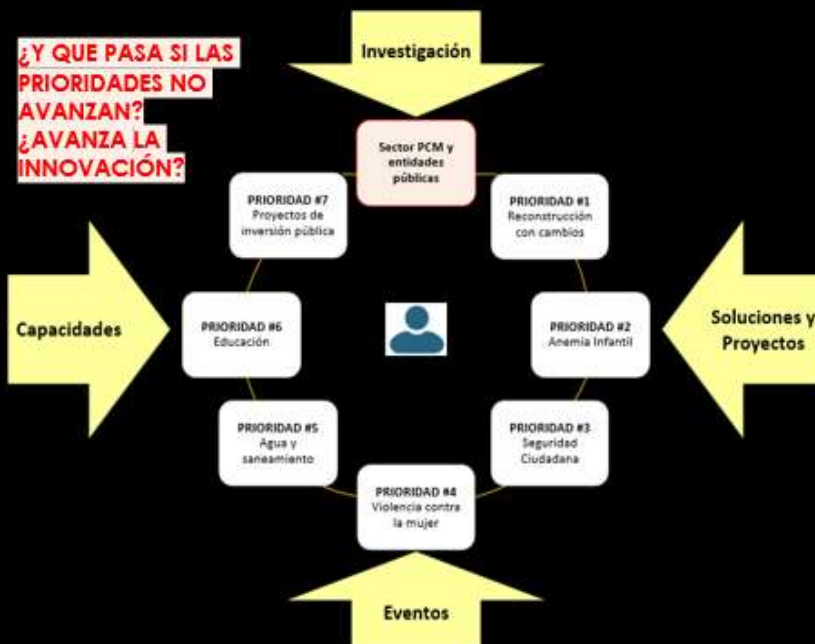 ¿Y QUE PASA SI LAS
PRIORIDADES NO
AVANZAN?
¿AVANZA LA
INNOVACIÓN?
Investigación
Sector PCM y
entidades
públicas
PRIORIDAD #7
Proyectos de
inversión pública
PRIORIDAD #1
Reconstrucción
con cambios
Capacidades
PRIORIDAD #6
Educación
PRIORIDAD #2
Anemia Infantil
Soluciones y
Proyectos
PRIORIDAD #5
Agua y
saneamiento
PRIORIDAD #3
Seguridad
Ciudadana
PRIORIDAD #4
Violencia contra
la mujer
Eventos